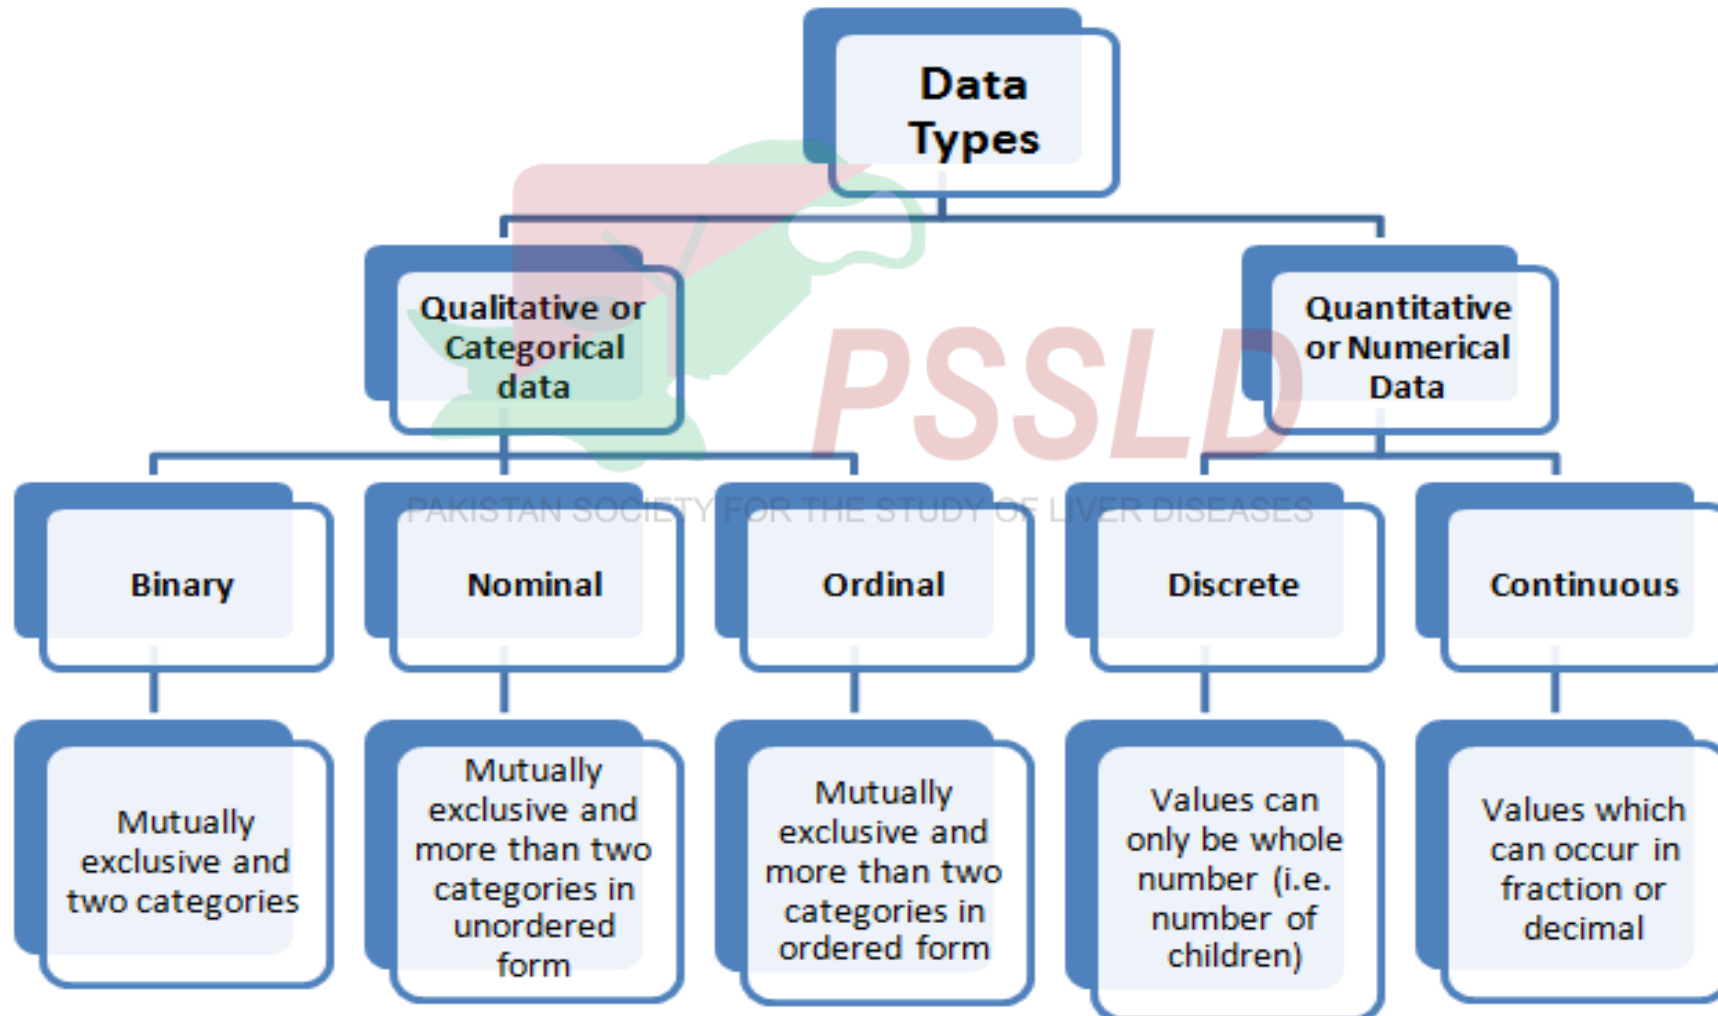 Data
Types
Qualitative or
Categorical
data
Quantitative
or Numerical
Data
PSSLD
PAKISTAN SOCIETY FOR THE STUDY OF LIVER DISEASES
Binary
Nominal
Ordinal
Discrete
Continuous
Mutually
exclusive and
two categories
Mutually
exclusive and
more than two
categories in
unordered
form
Mutually
exclusive and
more than two
categories in
ordered form
Values can
only be whole
number (i.e.
number of
children)
Values which
can occur in
fraction or
decimal